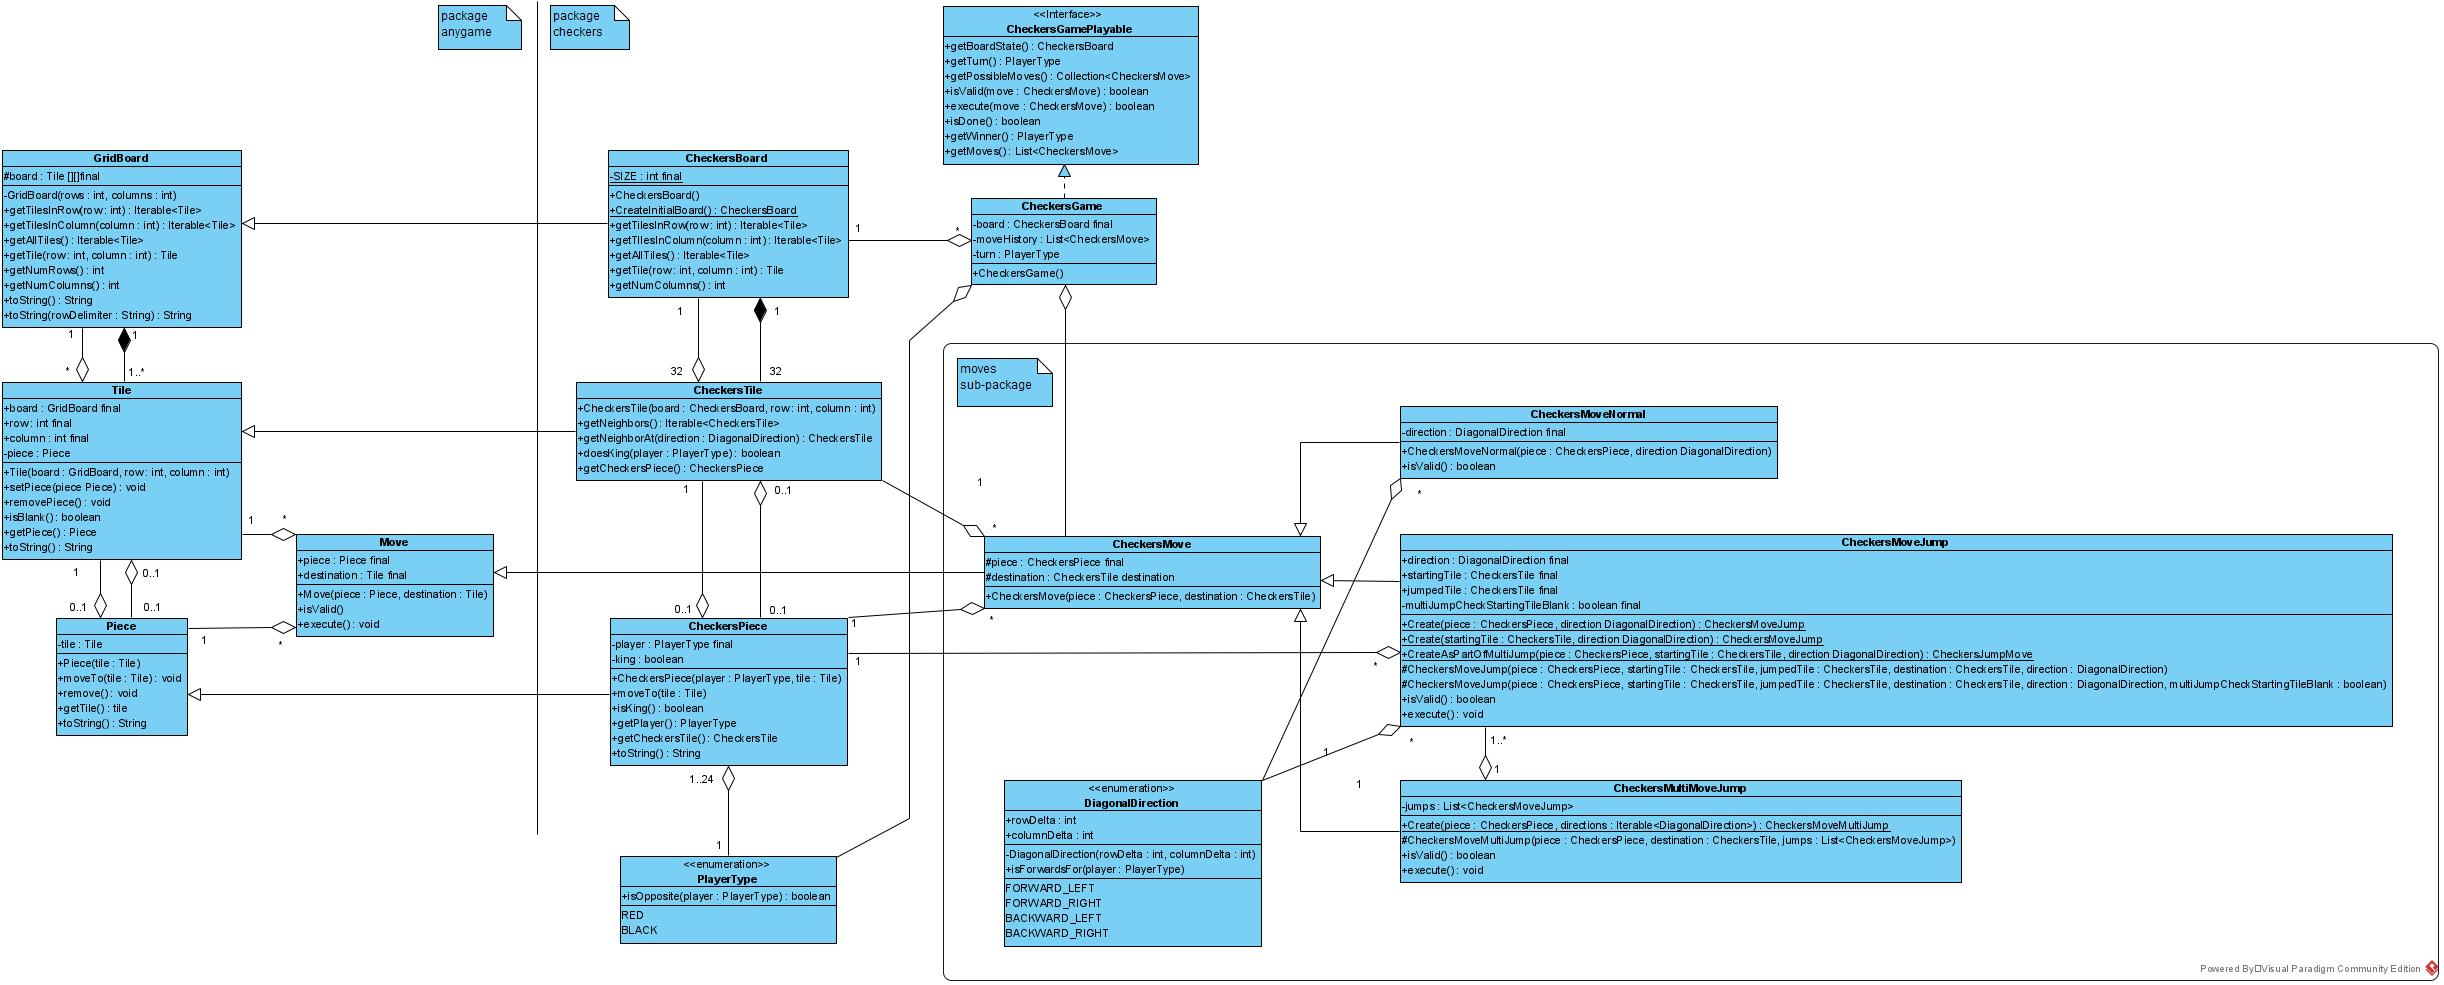 package
anygame
package
checkers
<<Interface>>
CheckersGamePlayable
+getBoardState() : CheckersBoard
+getTurn() : PlayerType
+getPossibleMoves() : Collection<CheckersMove>
+isValid(move : CheckersMove) : boolean
+execute(move : CheckersMove) : boolean
+isDone() : boolean
+getWinner() : PlayerType
+getMoves() : List<CheckersMove>
GridBoard
#board : Tile [][]final
-GridBoard(rows : int, columns : int)
+getTilesInRow(row : int) : Iterable<Tile>
+getTilesInColumn(column : int) : Iterable<Tile>
+getAllTiles() : Iterable<Tile>
+getTile(row : int, column : int) : Tile
+getNumRows() : int
+getNumColumns() : int
+toString() : String
+toString(rowDelimiter : String) : String
CheckersBoard
-SIZE : int final
+CheckersBoard()
+CreateInitialBoard() : CheckersBoard
+getTilesInRow(row : int) : Iterable<Tile>
+getTIlesInColumn(column : int) : Iterable<Tile>
+getAllTiles() : Iterable<Tile>
+getTile(row : int, column : int) : Tile
+getNumColumns() : int
CheckersGame
-board : CheckersBoard final
-moveHistory : List<CheckersMove>
-turn : PlayerType
+CheckersGame()
1
*
1
1
*
1..*
1
1
32
32
Tile
+board : GridBoard final
+row : int final
+column : int final
-piece : Piece
+Tile(board : GridBoard, row : int, column : int)
+setPiece(piece Piece) : void
+removePiece() : void
+isBlank() : boolean
+getPiece() : Piece
+toString() : String
CheckersTile
+CheckersTile(board : CheckersBoard, row : int, column : int)
+getNeighbors() : Iterable<CheckersTile>
+getNeighborAt(direction : DiagonalDirection) : CheckersTile
+doesKing(player : PlayerType) : boolean
+getCheckersPiece() : CheckersPiece
moves
sub-package
CheckersMoveNormal
-direction : DiagonalDirection final
+CheckersMoveNormal(piece : CheckersPiece, direction DiagonalDirection)
+isValid() : boolean
*
1
*
1
0..1
1
*
Move
+piece : Piece final
+destination : Tile final
+Move(piece : Piece, destination : Tile)
+isValid()
+execute() : void
CheckersMove
#piece : CheckersPiece final
#destination : CheckersTile destination
+CheckersMove(piece : CheckersPiece, destination : CheckersTile)
CheckersMoveJump
+direction : DiagonalDirection final
+startingTile : CheckersTile final
+jumpedTile : CheckersTile final
-multiJumpCheckStartingTileBlank : boolean final
+Create(piece : CheckersPiece, direction DiagonalDirection) : CheckersMoveJump
+Create(startingTile : CheckersTile, direction DiagonalDirection) : CheckersMoveJump
+CreateAsPartOfMultiJump(piece : CheckersPiece, startingTile : CheckersTile, direction DiagonalDirection) : CheckersJumpMove
#CheckersMoveJump(piece : CheckersPiece, startingTile : CheckersTile, jumpedTile : CheckersTile, destination : CheckersTile, direction : DiagonalDirection)
#CheckersMoveJump(piece : CheckersPiece, startingTile : CheckersTile, jumpedTile : CheckersTile, destination : CheckersTile, direction : DiagonalDirection, multiJumpCheckStartingTileBlank : boolean)
+isValid() : boolean
+execute() : void
1
0..1
0..1
0..1
1
*
0..1
0..1
1
*
1
*
Piece
-tile : Tile
+Piece(tile : Tile)
+moveTo(tile : Tile) : void
+remove() : void
+getTile() : tile
+toString() : String
CheckersPiece
-player : PlayerType final
-king : boolean
+CheckersPiece(player : PlayerType, tile : Tile)
+moveTo(tile : Tile)
+isKing() : boolean
+getPlayer() : PlayerType
+getCheckersTile() : CheckersTile
+toString() : String
1..24
1
1
*
1..*
1
1
<<enumeration>>
PlayerType
+isOpposite(player : PlayerType) : boolean
RED
BLACK
<<enumeration>>
DiagonalDirection
+rowDelta : int
+columnDelta : int
-DiagonalDirection(rowDelta : int, columnDelta : int)
+isForwardsFor(player : PlayerType)
FORWARD_LEFT
FORWARD_RIGHT
BACKWARD_LEFT
BACKWARD_RIGHT
CheckersMultiMoveJump
-jumps : List<CheckersMoveJump>
+Create(piece : CheckersPiece, directions : Iterable<DiagonalDirection>) : CheckersMoveMultiJump
#CheckersMoveMultiJump(piece : CheckersPiece, destination : CheckersTile, jumps : List<CheckersMoveJump>)
+isValid() : boolean
+execute() : void
Powered By Visual Paradigm Community Edition